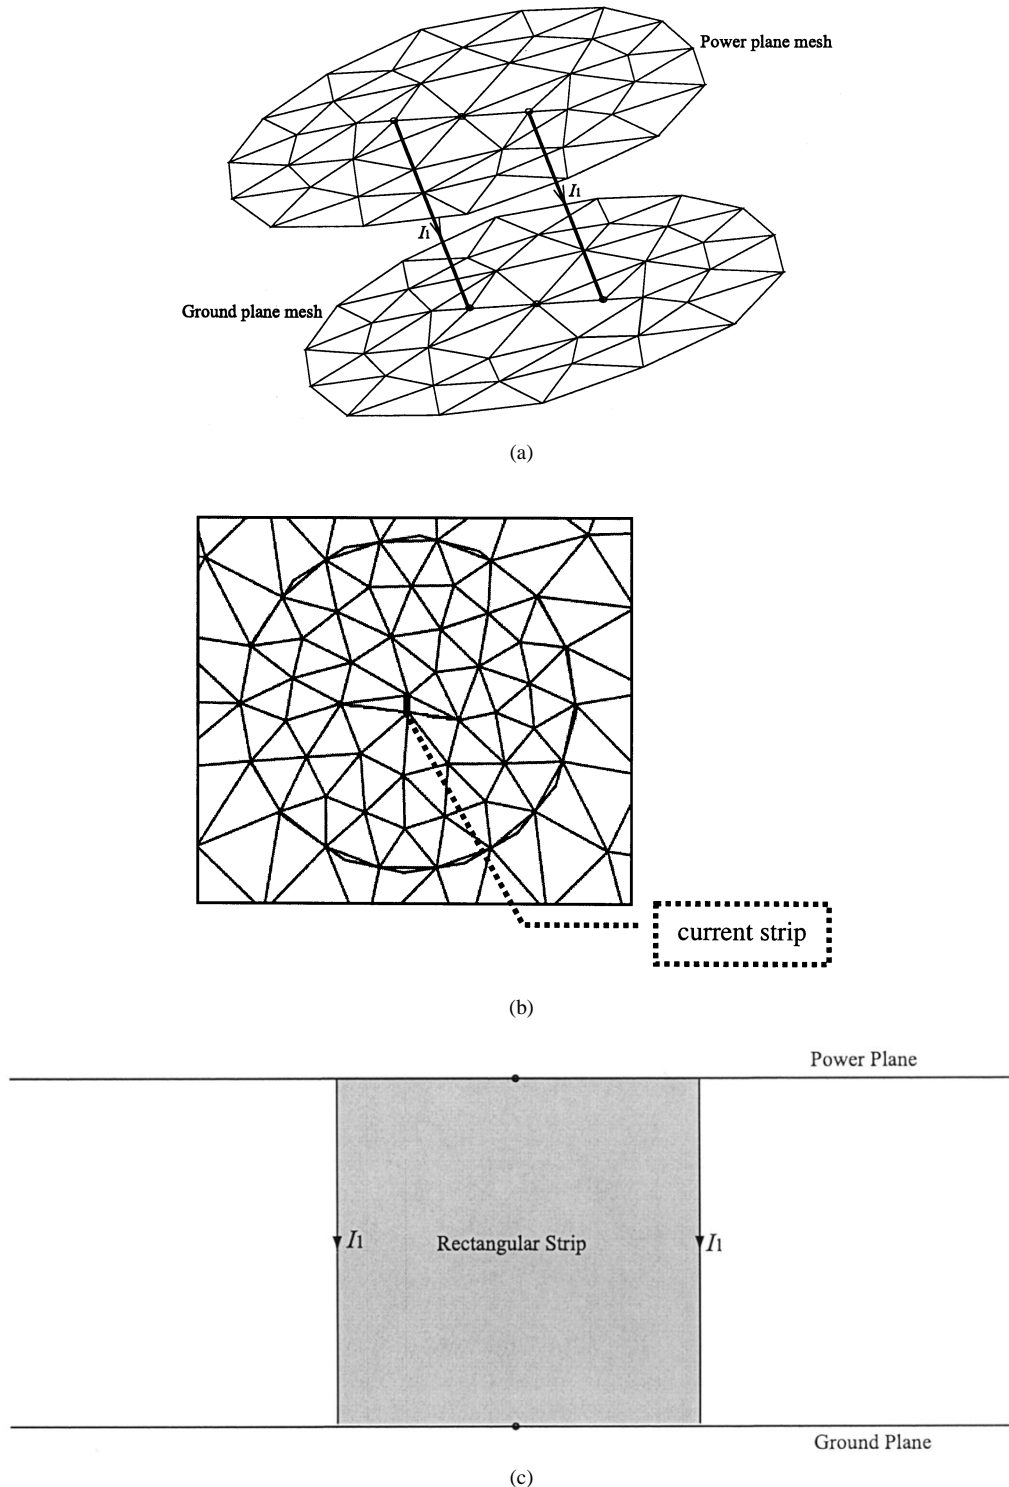 Power plane mesh
I1
I1
Ground plane mesh
(a)
current strip
(b)
Power Plane
I1
Rectangular Strip
I1
Ground Plane
(c)